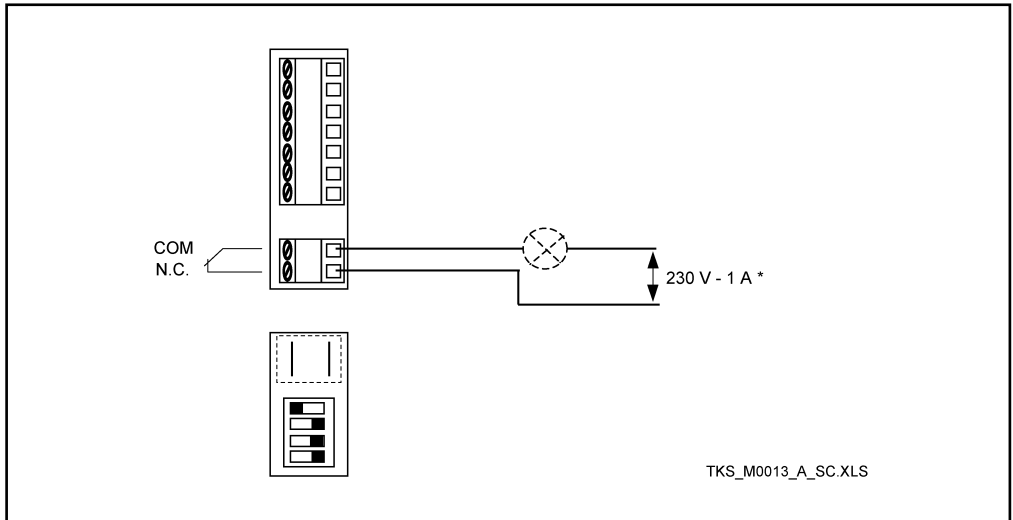 COM
N.C.
230 V - 1 A *
TKS_M0013_A_SC.XLS